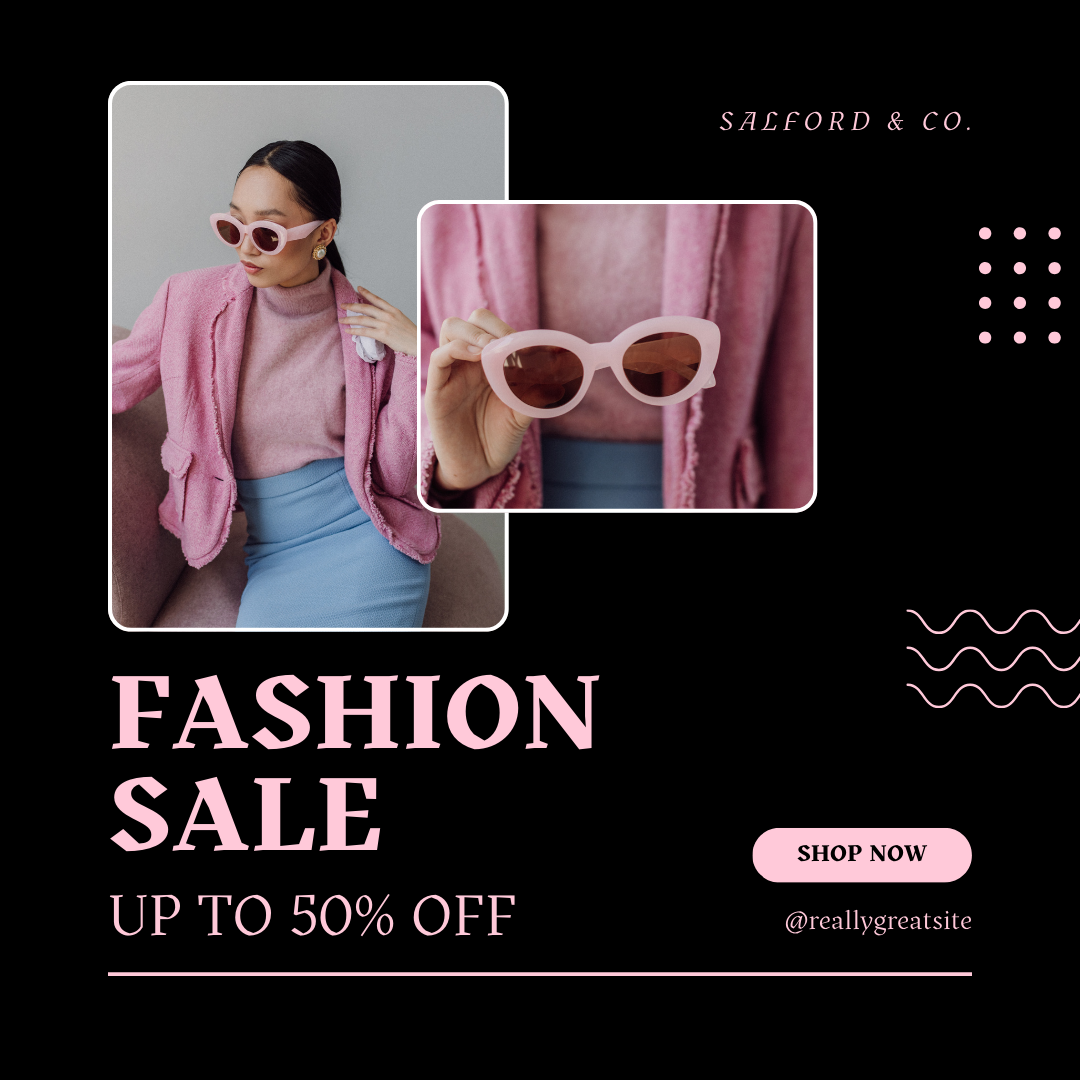 SALFORD & CO.
FASHION
SALE
UP TO 50% OFF
SHOP NOW
@reallygreatsite